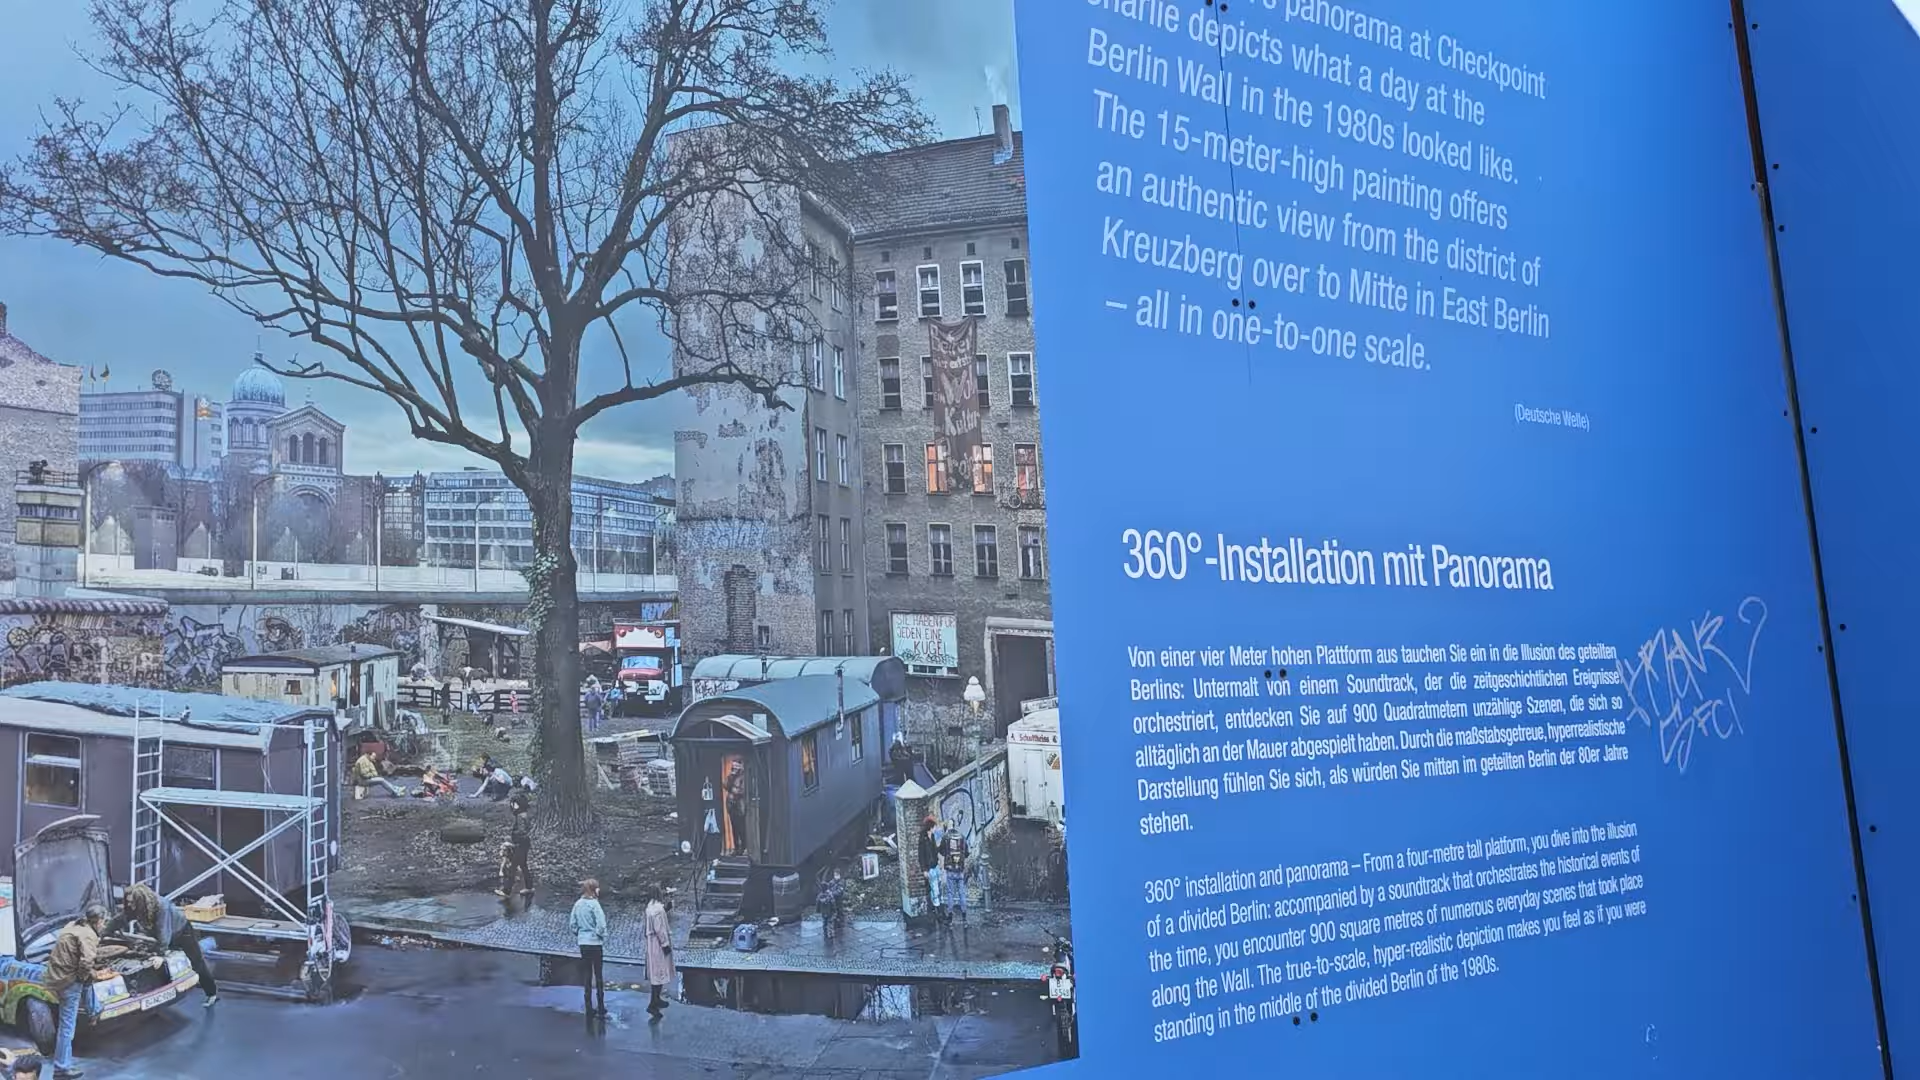 panorama at Checkpoint
Charlie depicts what a day at the
Berlin Wall in the 1980s looked like.
The 15-meter-high painting offers
an authentic view from the district of
Kreuzberg over to Mitte in East Berlin
– all in one-to-one scale.
(Deutsche Welle)
360°-Installation mit Panorama
Von einer vier Meter hohen Plattform aus tauchen Sie ein in die Illusion des geteilten
Berlins: Untermalt von einem Soundtrack, der die zeitgeschichtlichen Ereignisse
orchestriert, entdecken Sie auf 900 Quadratmetern unzählige Szenen, die sich so
alltäglich an der Mauer abgespielt haben. Durch die maßstabsgetreue, hyperrealistische
Darstellung fühlen Sie sich, als würden Sie mitten im geteilten Berlin der 80er Jahre
stehen.
360° installation and panorama – From a four-metre tall platform, you dive into the illusion
of a divided Berlin: accompanied by a soundtrack that orchestrates the historical events of
the time, you encounter 900 square metres of numerous everyday scenes that took place
along the Wall. The true-to-scale, hyper-realistic depiction makes you feel as if you were
standing in the middle of the divided Berlin of the 1980s.
Kultur
JEDEN EINE
KUGEL